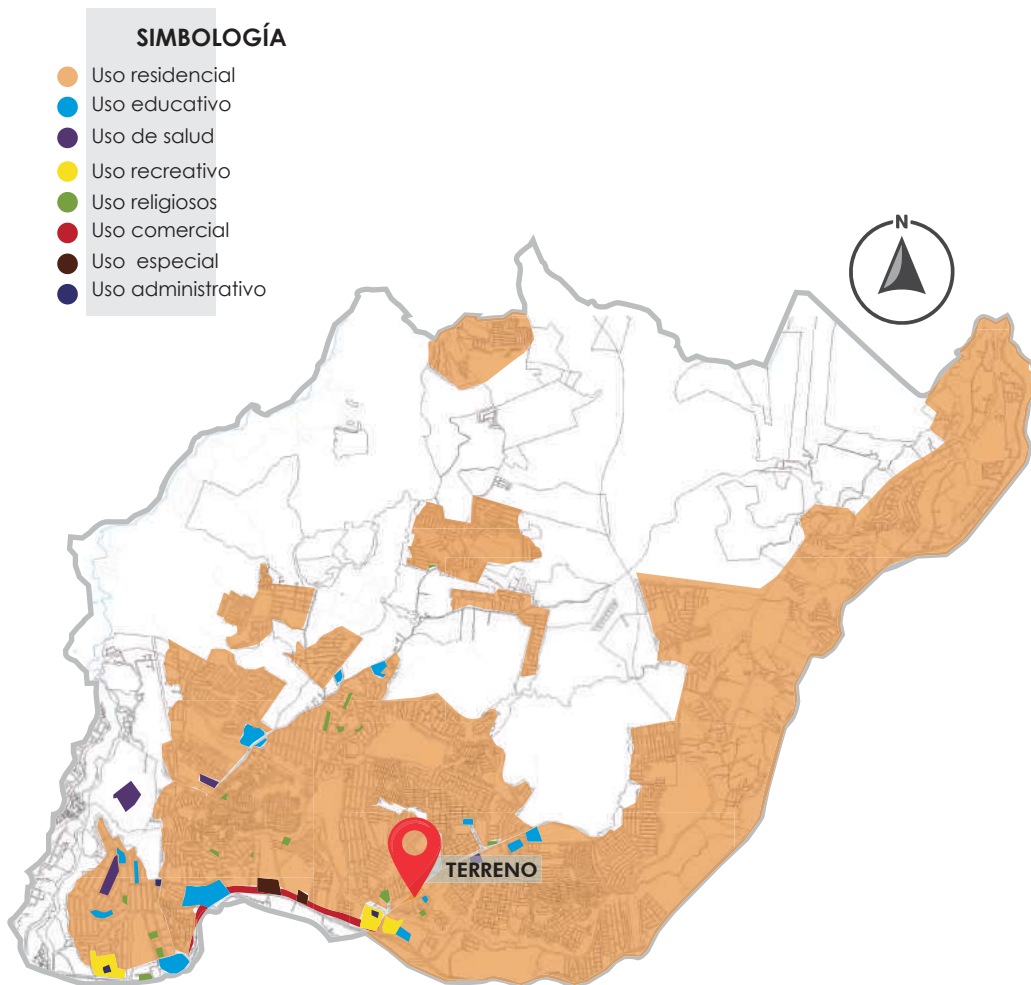 SIMBOLOGÍA
Uso residencial
Uso educativo
Uso de salud
Uso recreativo
Uso religiosos
Uso comercial
Uso especial
Uso administrativo
N
TERRENO